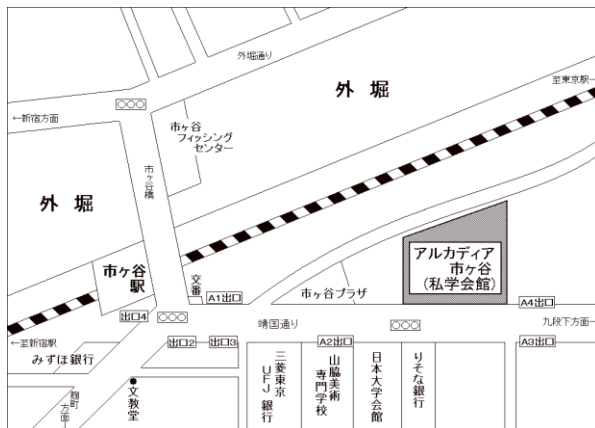 外堀通り
外 堀
至東京駅→
←新宿方面
市ヶ谷
フィッシング
センター
市ヶ谷橋
外 堀
アルカディア
市ヶ谷
(私学会館)
市ヶ谷
駅
交番
A1出口
市ヶ谷プラザ
A4出口
出口4
靖国通り
九段下方面→
←至新宿駅
みずほ銀行
出口2
出口3
A2出口
A3出口
三菱東京
UFJ 銀行
山脇美術
専門学校
日本大学会館
りそな銀行
●文教堂
麹町
方面